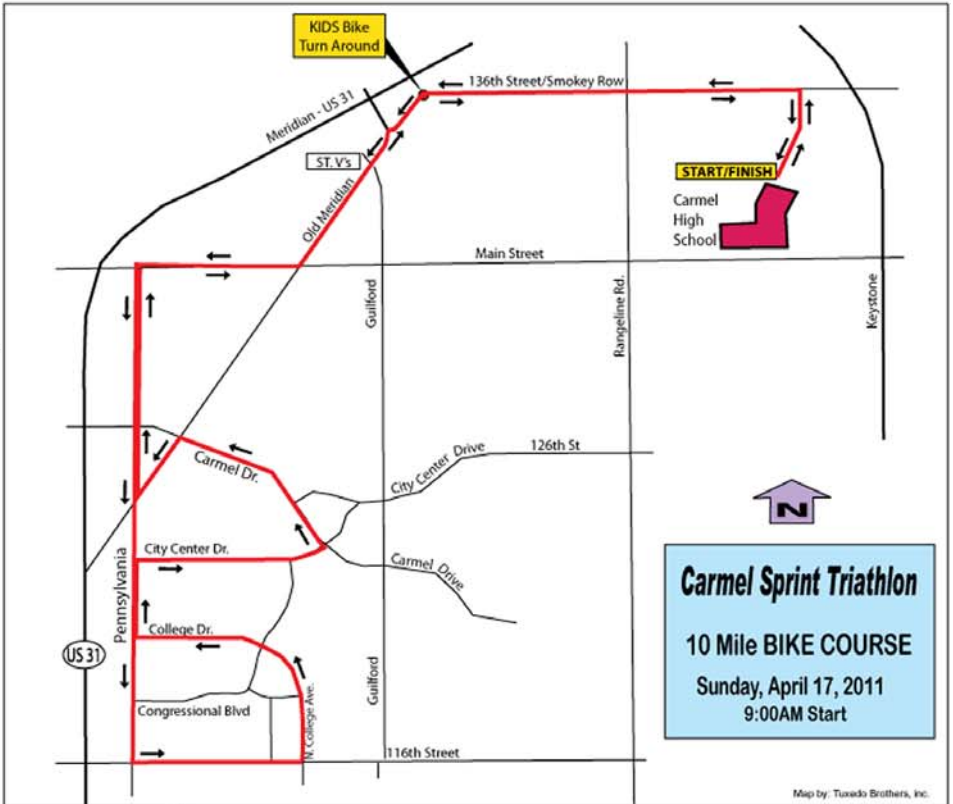 KIDS Bike
Turn Around
136th Street/Smokey Row
Meridian - US 31
ST. V's
START/FINISH
Carmel
High
School
Old Meridian
Main Street
Guilford
Rangeline Rd.
Keystone
Carmel Dr.
City Center Drive
126th St
N
City Center Dr.
Carmel Drive
Pennsylvania
College Dr.
US 31
Guilford
Congressional Blvd
N. College Ave.
116th Street
Carmel Sprint Triathlon
10 Mile BIKE COURSE
Sunday, April 17, 2011
9:00AM Start
Map by: Tuxedo Brothers, Inc.